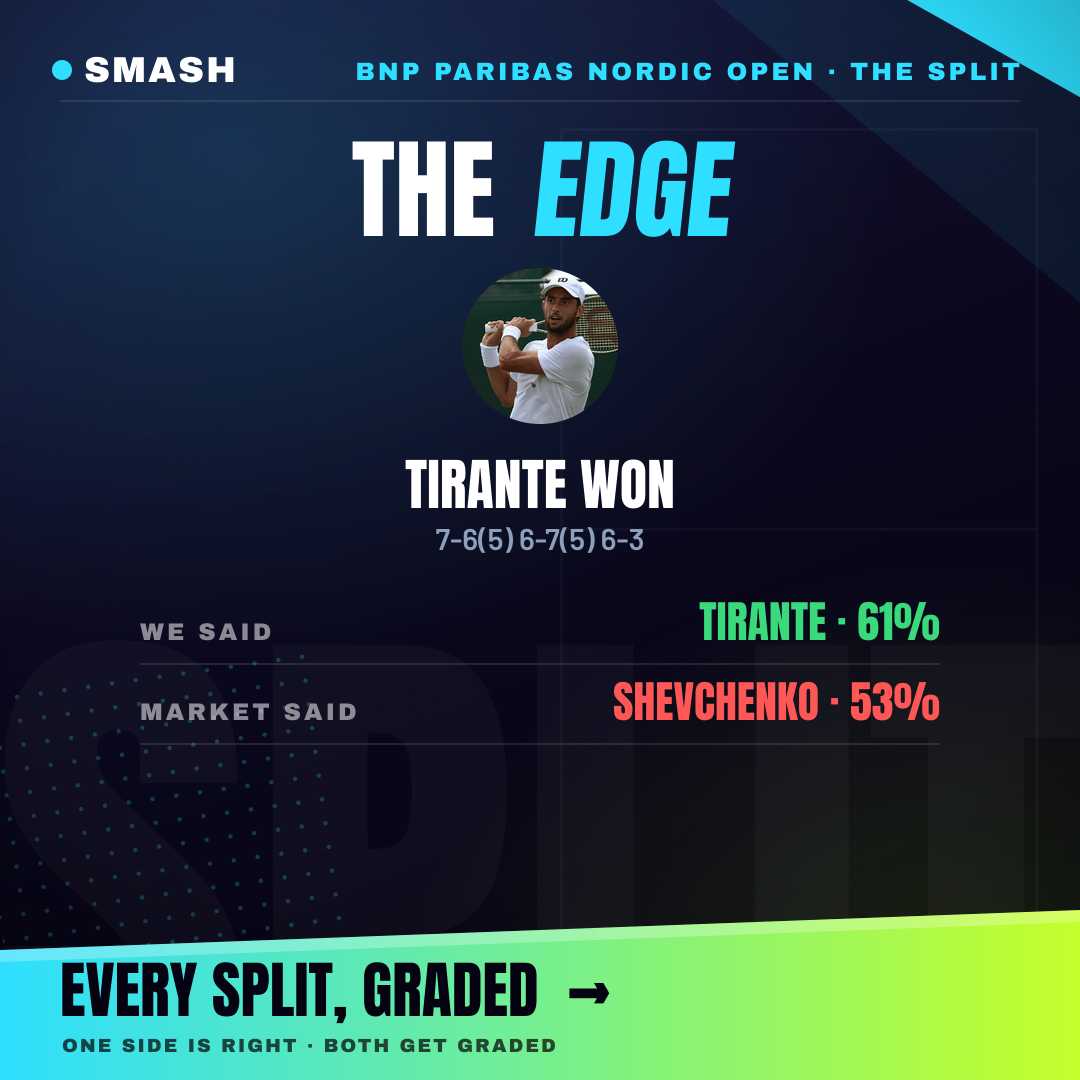 SMASH
BNP PARIBAS NORDIC OPEN · THE SPLIT
THE EDGE
TIRANTE WON
7-6(5) 6-7(5) 6-3
WE SAID
TIRANTE · 61%
MARKET SAID
SHEVCHENKO · 53%
SPLIT
EVERY SPLIT, GRADED →
ONE SIDE IS RIGHT · BOTH GET GRADED